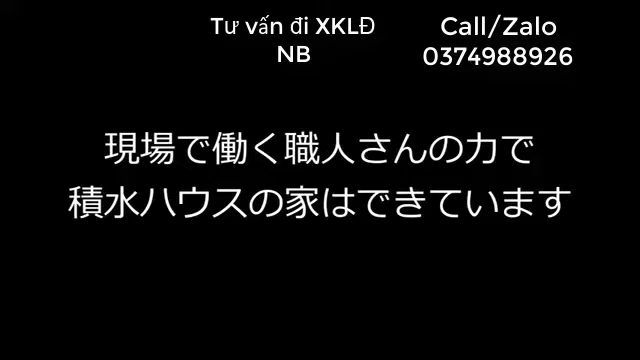 Tư vấn đi XKLĐ
NB
Call/Zalo
0374988926
現場で働く職人さんの力で
積水ハウスの家はできています